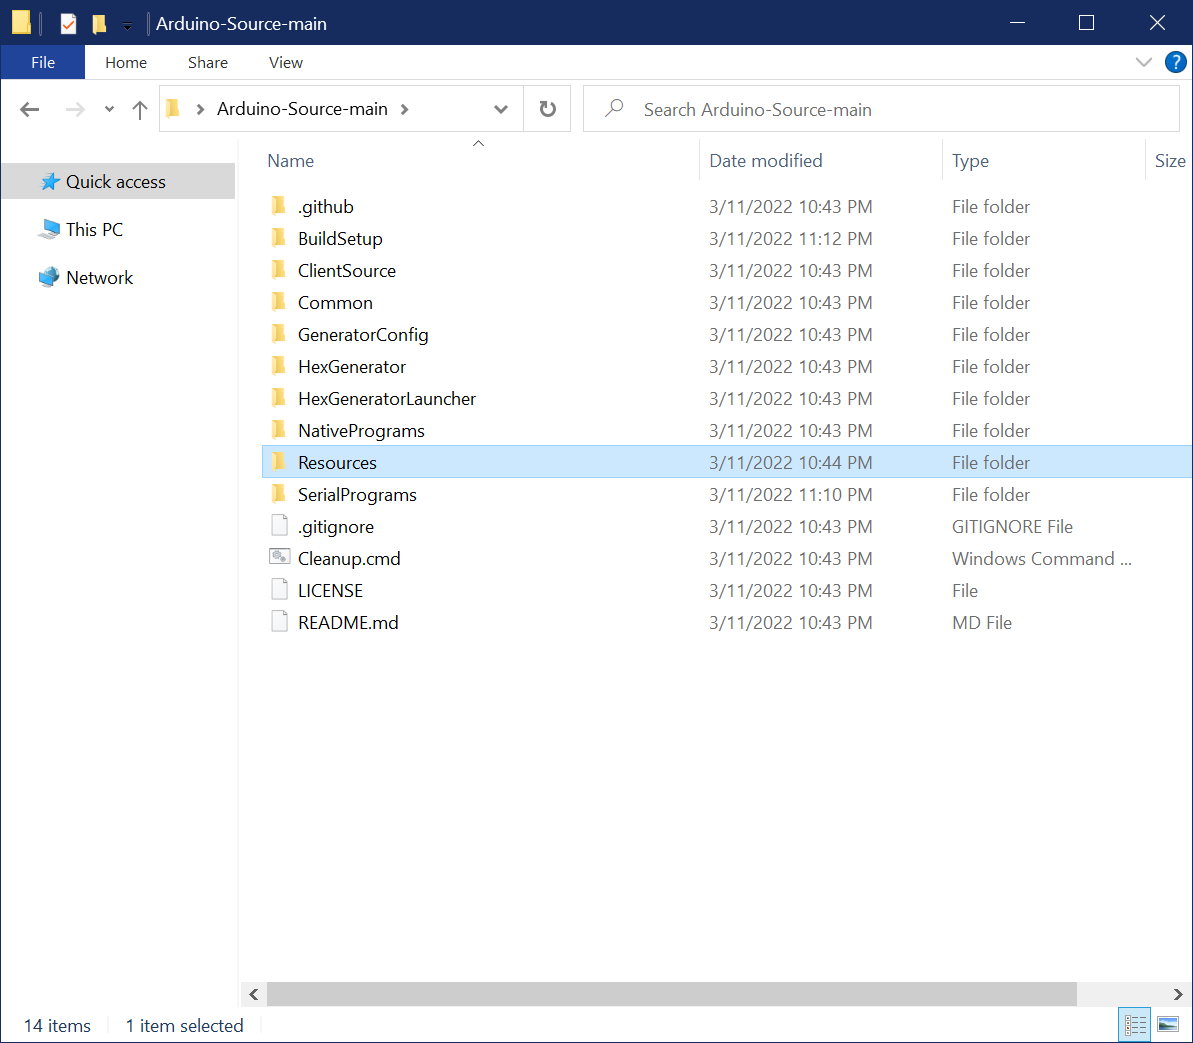 Arduino-Source-main
File Home Share View ?
Arduino-Source-main Search Arduino-Source-main
Name Date modified Type Size
Quick access
This PC
Network
.github 3/11/2022 10:43 PM File folder
BuildSetup 3/11/2022 11:12 PM File folder
ClientSource 3/11/2022 10:43 PM File folder
Common 3/11/2022 10:43 PM File folder
GeneratorConfig 3/11/2022 10:43 PM File folder
HexGenerator 3/11/2022 10:43 PM File folder
HexGeneratorLauncher 3/11/2022 10:43 PM File folder
NativePrograms 3/11/2022 10:43 PM File folder
Resources 3/11/2022 10:44 PM File folder
SerialPrograms 3/11/2022 11:10 PM File folder
.gitignore 3/11/2022 10:43 PM GITIGNORE File
Cleanup.cmd 3/11/2022 10:43 PM Windows Command ...
LICENSE 3/11/2022 10:43 PM File
README.md 3/11/2022 10:43 PM MD File
14 items 1 item selected